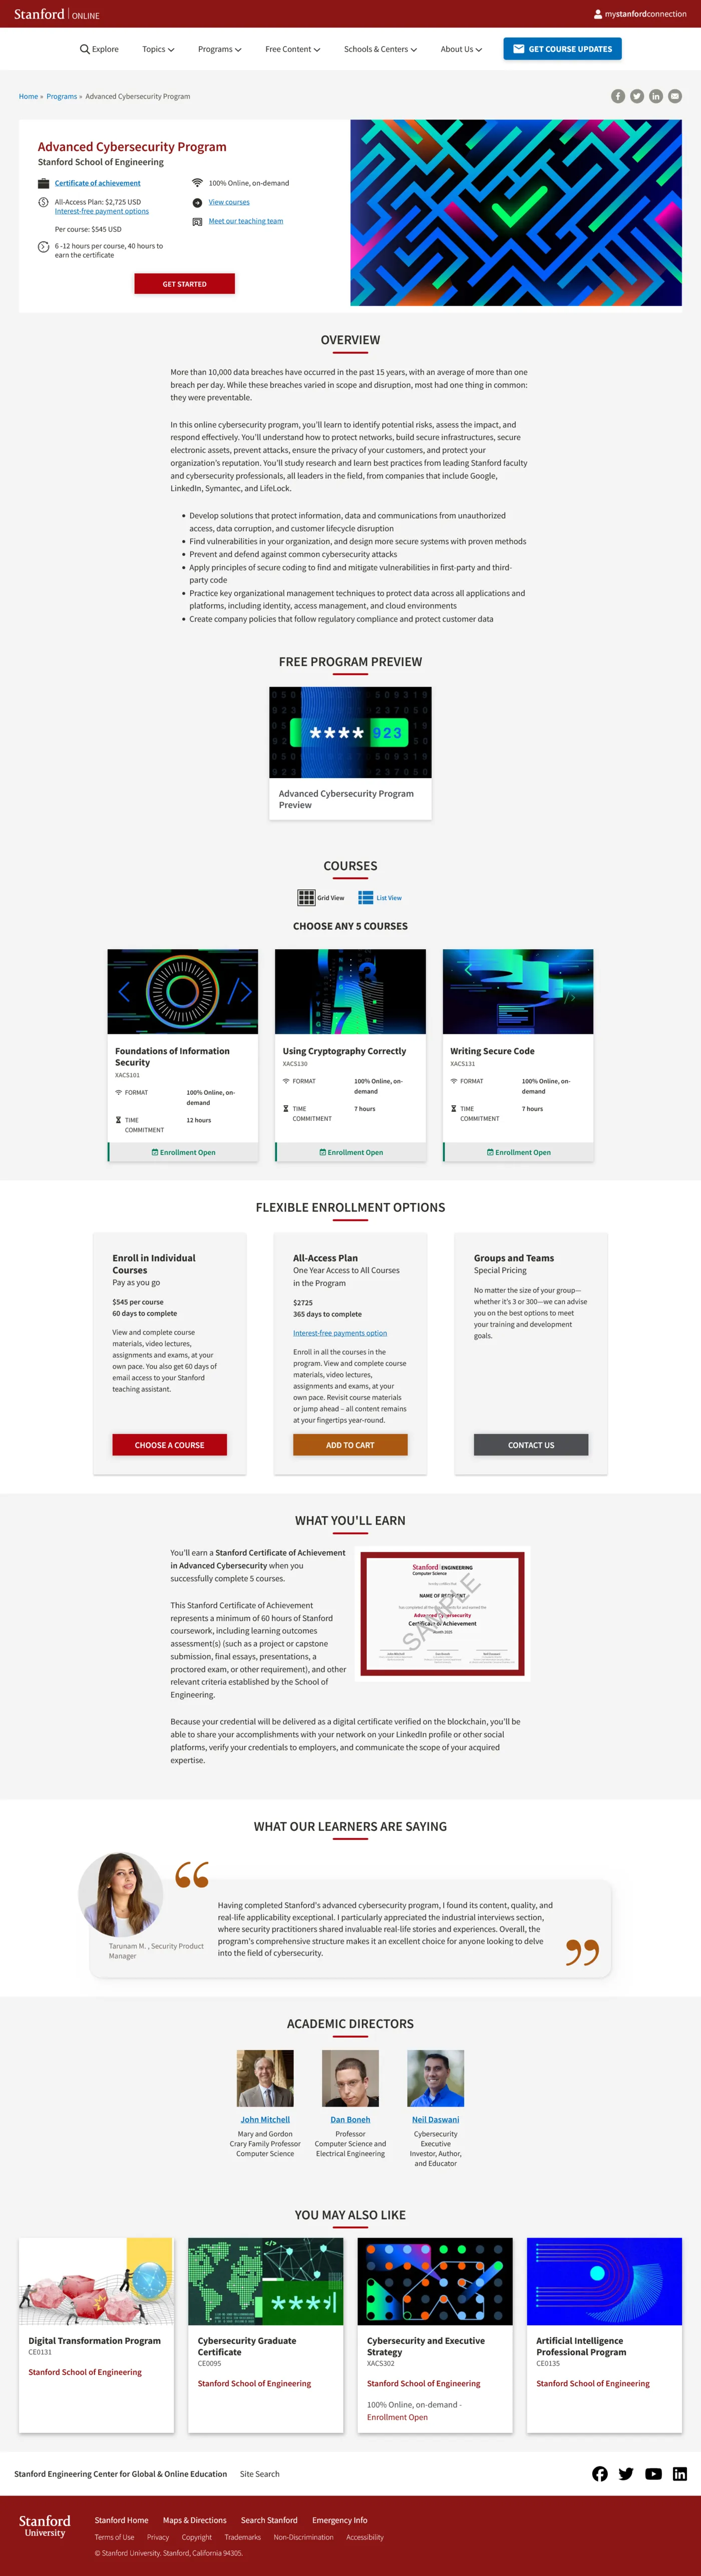 Stanford | ONLINE
mystanfordconnection
Explore
Topics
Programs
Free Content
Schools & Centers
About Us
GET COURSE UPDATES
Home » Programs » Advanced Cybersecurity Program
Advanced Cybersecurity Program
Stanford School of Engineering
Certificate of achievement
All-Access Plan: $2,725 USD
Interest-free payment options
Per course: $545 USD
6 -12 hours per course, 40 hours to
earn the certificate
100% Online, on-demand
View courses
Meet our teaching team
GET STARTED
OVERVIEW
More than 10,000 data breaches have occurred in the past 15 years, with an average of more than one
breach per day. While these breaches varied in scope and disruption, most had one thing in common:
they were preventable.
In this online cybersecurity program, you'll learn to identify potential risks, assess the impact, and
respond effectively. You'll understand how to protect networks, build secure infrastructures, secure
electronic assets, prevent attacks, ensure the privacy of your customers, and protect your
organization's reputation. You'll study research and learn best practices from leading Stanford faculty
and cybersecurity professionals, all leaders in the field, from companies that include Google,
LinkedIn, Symantec, and LifeLock.
• Develop solutions that protect information, data and communications from unauthorized
access, data corruption, and customer lifecycle disruption
• Find vulnerabilities in your organization, and design more secure systems with proven methods
• Prevent and defend against common cybersecurity attacks
• Apply principles of secure coding to find and mitigate vulnerabilities in first-party and third-
party code
• Practice key organizational management techniques to protect data across all applications and
platforms, including identity, access management, and cloud environments
• Create company policies that follow regulatory compliance and protect customer data
FREE PROGRAM PREVIEW
**** 923
Advanced Cybersecurity Program
Preview
COURSES
Grid View
List View
CHOOSE ANY 5 COURSES
Foundations of Information
Security
XACS101
FORMAT
100% Online, on-
demand
TIME
COMMITMENT
12 hours
Enrollment Open
Using Cryptography Correctly
XACS130
FORMAT
100% Online, on-
demand
TIME
COMMITMENT
7 hours
Enrollment Open
Writing Secure Code
XACS131
FORMAT
100% Online, on-
demand
TIME
COMMITMENT
7 hours
Enrollment Open
FLEXIBLE ENROLLMENT OPTIONS
Enroll in Individual
Courses
Pay as you go
$545 per course
60 days to complete
View and complete course
materials, video lectures,
assignments and exams, at your
own pace. You also get 60 days of
email access to your Stanford
teaching assistant.
CHOOSE A COURSE
All-Access Plan
One Year Access to All Courses
in the Program
$2725
365 days to complete
Interest-free payments option
Enroll in all the courses in the
program. View and complete course
materials, video lectures,
assignments and exams, at your
own pace. Revisit course materials
or jump ahead – all content remains
at your fingertips year-round.
ADD TO CART
Groups and Teams
Special Pricing
No matter the size of your group—
whether it's 3 or 300—we can advise
you on the best options to meet
your training and development
goals.
CONTACT US
WHAT YOU'LL EARN
You'll earn a Stanford Certificate of Achievement
in Advanced Cybersecurity when you
successfully complete 5 courses.
This Stanford Certificate of Achievement
represents a minimum of 60 hours of Stanford
coursework, including learning outcomes
assessment(s) (such as a project or capstone
submission, final essays, presentations, a
proctored exam, or other requirement), and other
relevant criteria established by the School of
Engineering.
Stanford | ENGINEERING
Computer Science
NAME OF RECIPIENT
Advanced Cybersecurity
Certificate of Achievement
SAMPLE
Because your credential will be delivered as a digital certificate verified on the blockchain, you'll be
able to share your accomplishments with your network on your LinkedIn profile or other social
platforms, verify your credentials to employers, and communicate the scope of your acquired
expertise.
WHAT OUR LEARNERS ARE SAYING
Having completed Stanford's advanced cybersecurity program, I found its content, quality, and
real-life applicability exceptional. I particularly appreciated the industrial interviews section,
where security practitioners shared invaluable real-life stories and experiences. Overall, the
program's comprehensive structure makes it an excellent choice for anyone looking to delve
into the field of cybersecurity.
Tarunam M. , Security Product
Manager
ACADEMIC DIRECTORS
John Mitchell
Mary and Gordon
Crary Family Professor
Computer Science
Dan Boneh
Professor
Computer Science and
Electrical Engineering
Neil Daswani
Cybersecurity
Executive
Investor, Author,
and Educator
YOU MAY ALSO LIKE
Digital Transformation Program
CE0131
Stanford School of Engineering
Cybersecurity Graduate
Certificate
CE0095
Stanford School of Engineering
Cybersecurity and Executive
Strategy
XACS302
Stanford School of Engineering
100% Online, on-demand -
Enrollment Open
Artificial Intelligence
Professional Program
CE0135
Stanford School of Engineering
Stanford Engineering Center for Global & Online Education
Site Search
Stanford
University
Stanford Home
Maps & Directions
Search Stanford
Emergency Info
Terms of Use
Privacy
Copyright
Trademarks
Non-Discrimination
Accessibility
© Stanford University. Stanford, California 94305.